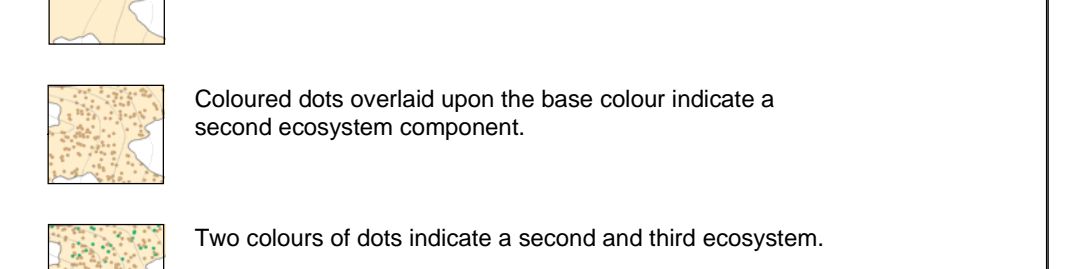 Coloured dots overlaid upon the base colour indicate a
second ecosystem component.
Two colours of dots indicate a second and third ecosystem.